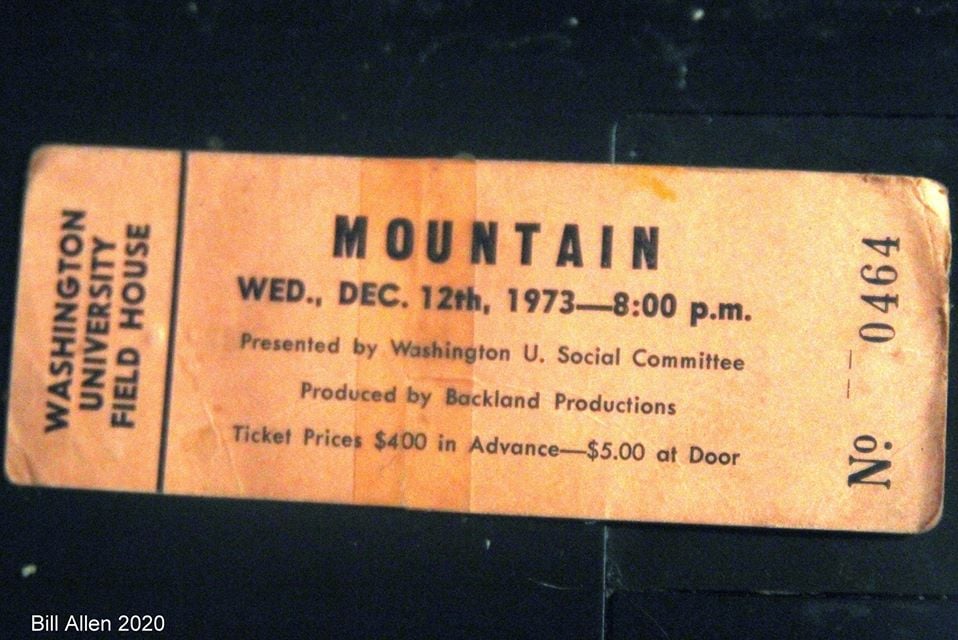 WASHINGTON
UNIVERSITY
FIELD HOUSE
MOUNTAIN
WED., DEC. 12th, 1973—8:00 p.m.
Presented by Washington U. Social Committee
Produced by Backland Productions
Ticket Prices $400 in Advance—$5.00 at Door
No. 0464
Bill Allen 2020